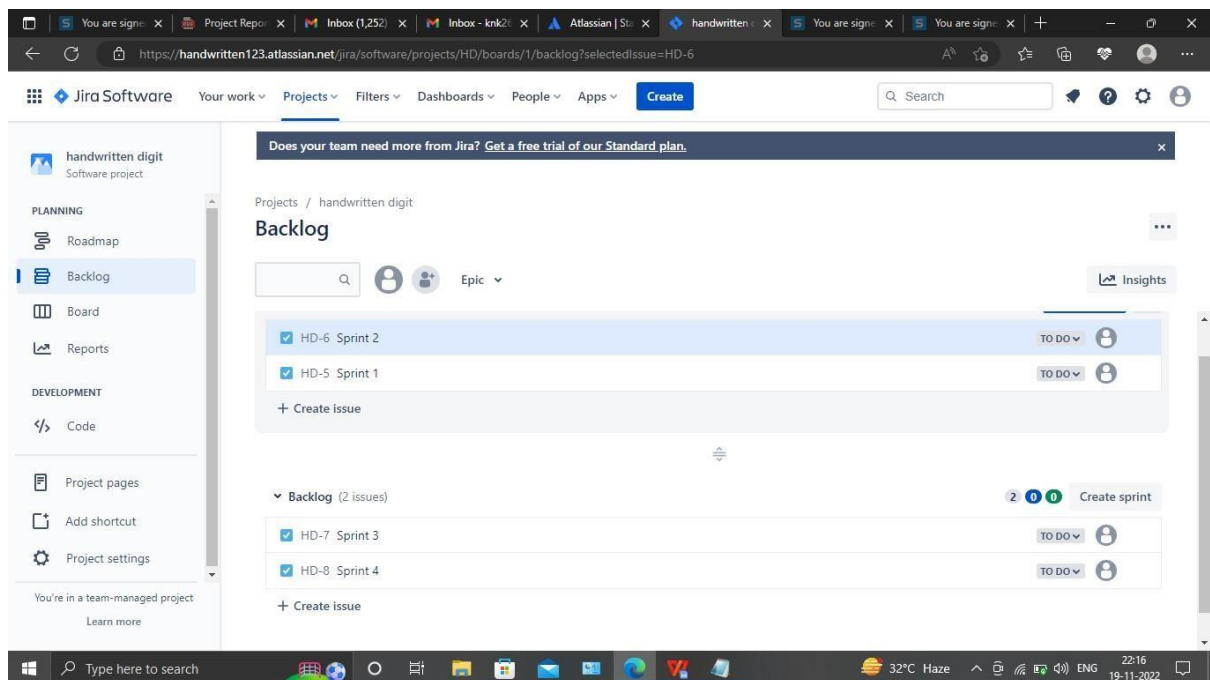 You are signe
Project Repor
Inbox (1,252)
Inbox - knk2
Atlassian | Sta
handwritten
You are signe
You are signe
https://handwritten123.atlassian.net/jira/software/projects/HD/boards/1/backlog?selectedIssue=HD-6
Jira Software Your work Projects Filters Dashboards People Apps Create Search
handwritten digit
Software project
Does your team need more from Jira? Get a free trial of our Standard plan.
PLANNING
Roadmap
Backlog
Board
Reports
DEVELOPMENT
Code
Project pages
Add shortcut
Project settings
You're in a team-managed project
Learn more
Projects / handwritten digit
Backlog
Epic
Insights
HD-6 Sprint 2 TO DO
HD-5 Sprint 1 TO DO
+ Create issue
Backlog (2 issues) 2 0 0 Create sprint
HD-7 Sprint 3 TO DO
HD-8 Sprint 4 TO DO
+ Create issue
Type here to search
32°C Haze
ENG
22:16
19-11-2022